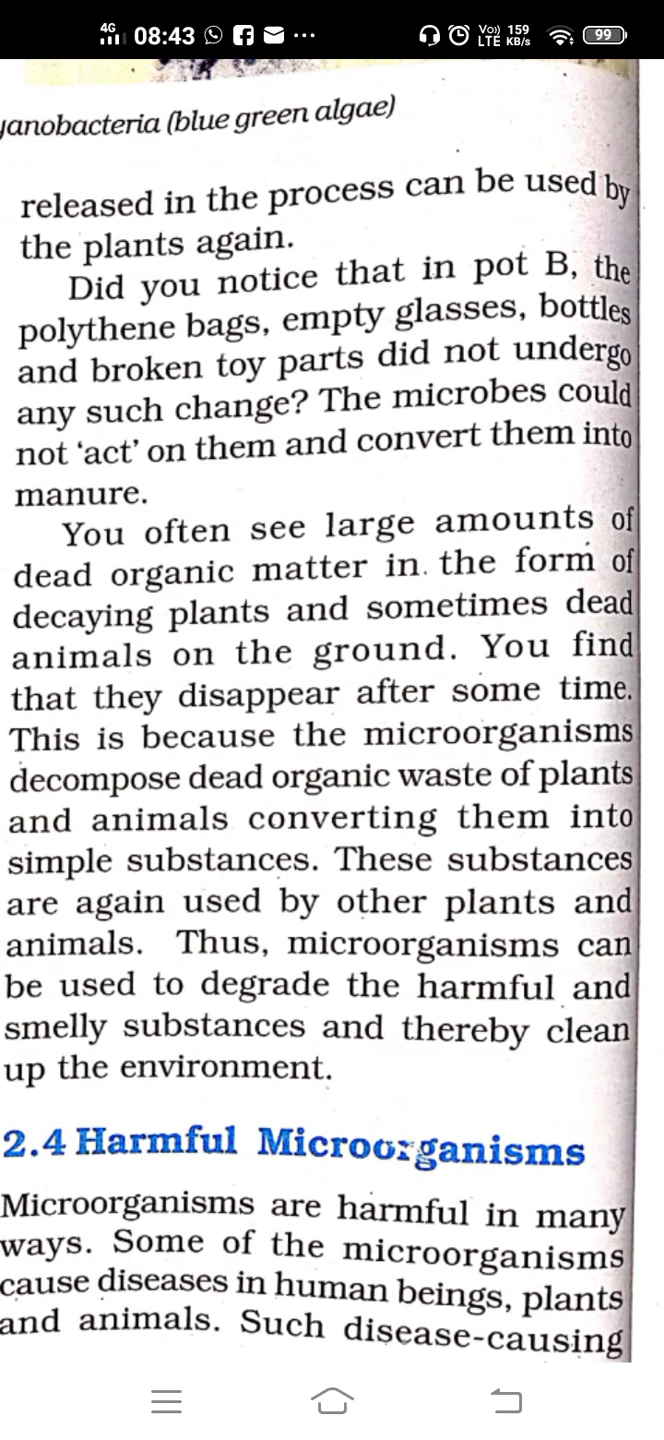 4G 08:43 ... Vo)) 159
LTE KB/s 99
yanobacteria (blue green algae)
released in the process can be used by
the plants again.
Did you notice that in pot B, the
polythene bags, empty glasses, bottles
and broken toy parts did not undergo
any such change? The microbes could
not ‘act’ on them and convert them into
manure.
You often see large amounts of
dead organic matter in the form of
decaying plants and sometimes dead
animals on the ground. You find
that they disappear after some time.
This is because the microorganisms
decompose dead organic waste of plants
and animals converting them into
simple substances. These substances
are again used by other plants and
animals. Thus, microorganisms can
be used to degrade the harmful and
smelly substances and thereby clean
up the environment.
2.4 Harmful Microorganisms
Microorganisms are harmful in many
ways. Some of the microorganisms
cause diseases in human beings, plants
and animals. Such disease-causing